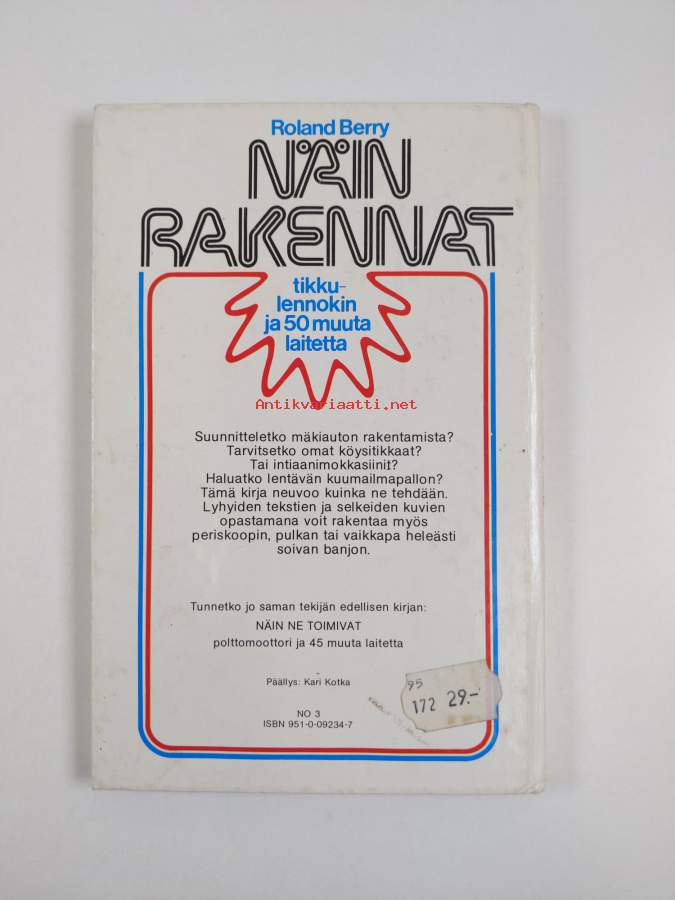 Roland Berry
NÄIN
RAKENNAT
tikku-
lennokin
ja 50 muuta
laitetta
Antikvariaatti.net
Suunnitteletko mäkiauton rakentamista?
Tarvitsetko omat köysitikkaat?
Tai intiaanimokkasiinit?
Haluatko lentävän kuumailmapallon?
Tämä kirja neuvoo kuinka ne tehdään.
Lyhyiden tekstien ja selkeiden kuvien
opastamana voit rakentaa myös
periskoopin, pulkan tai vaikkapa heleästi
soivan banjon.
Tunnetko jo saman tekijän edellisen kirjan:
NÄIN NE TOIMIVAT
polttomoottori ja 45 muuta laitetta
Päällys: Kari Kotka
95
172 29.-
NO 3
ISBN 951-0-09234-7